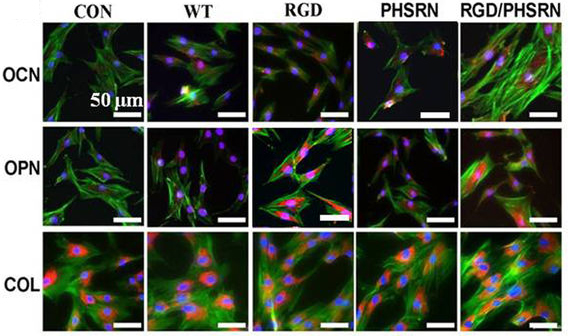 CON WT RGD PHSRN RGD/PHSRN
OCN
50 μm
OPN
COL